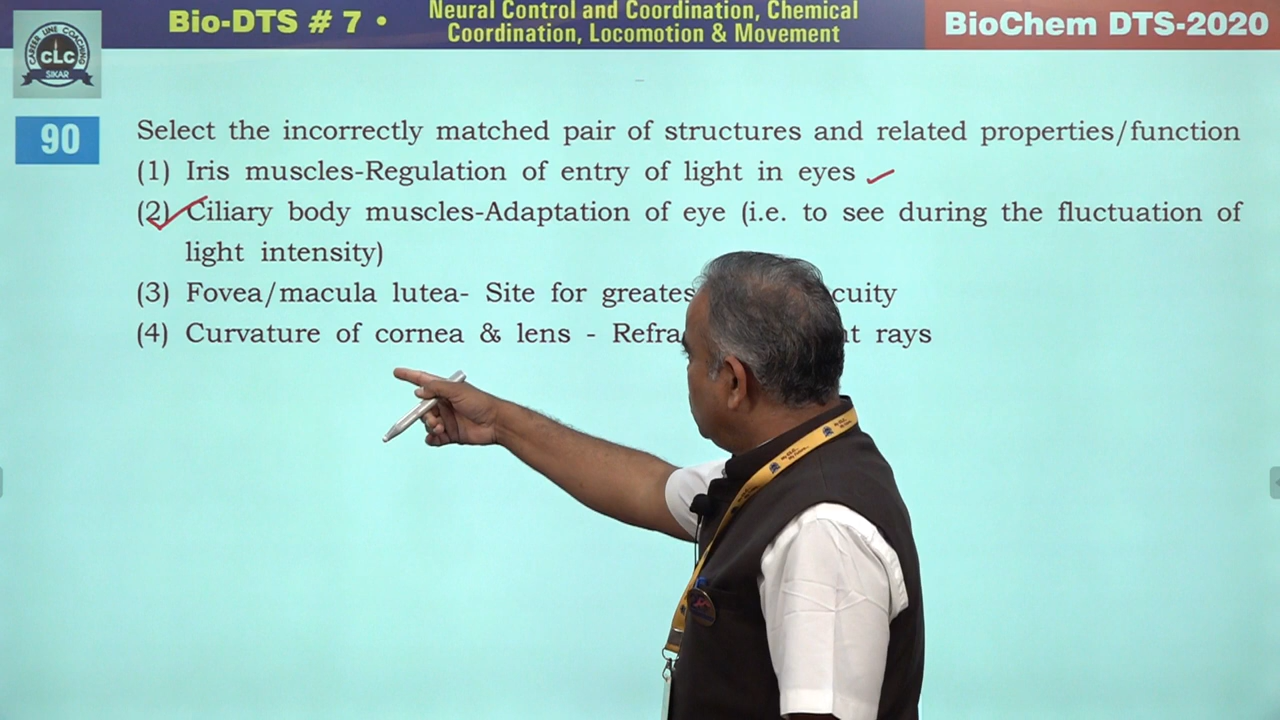 Bio-DTS # 7 •
Neural Control and Coordination, Chemical
Coordination, Locomotion & Movement
BioChem DTS-2020
CAREER LINE COACHING
CLC
SIKAR
90
Select the incorrectly matched pair of structures and related properties/function
(1) Iris muscles-Regulation of entry of light in eyes
(2) Ciliary body muscles-Adaptation of eye (i.e. to see during the fluctuation of
light intensity)
(3) Fovea/macula lutea- Site for
(4) Curvature of cornea & lens - rays